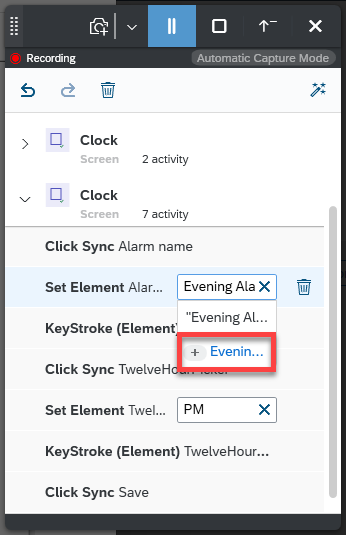 Recording Automatic Capture Mode
Clock
Screen 2 activity
Clock
Screen 7 activity
Click Sync Alarm name
Set Element Alar... Evening Ala
"Evening Al...
KeyStroke (Element)
+ Evenin...
Click Sync TwelveHourPicker
Set Element Twel... PM
KeyStroke (Element) TwelveHour...
Click Sync Save